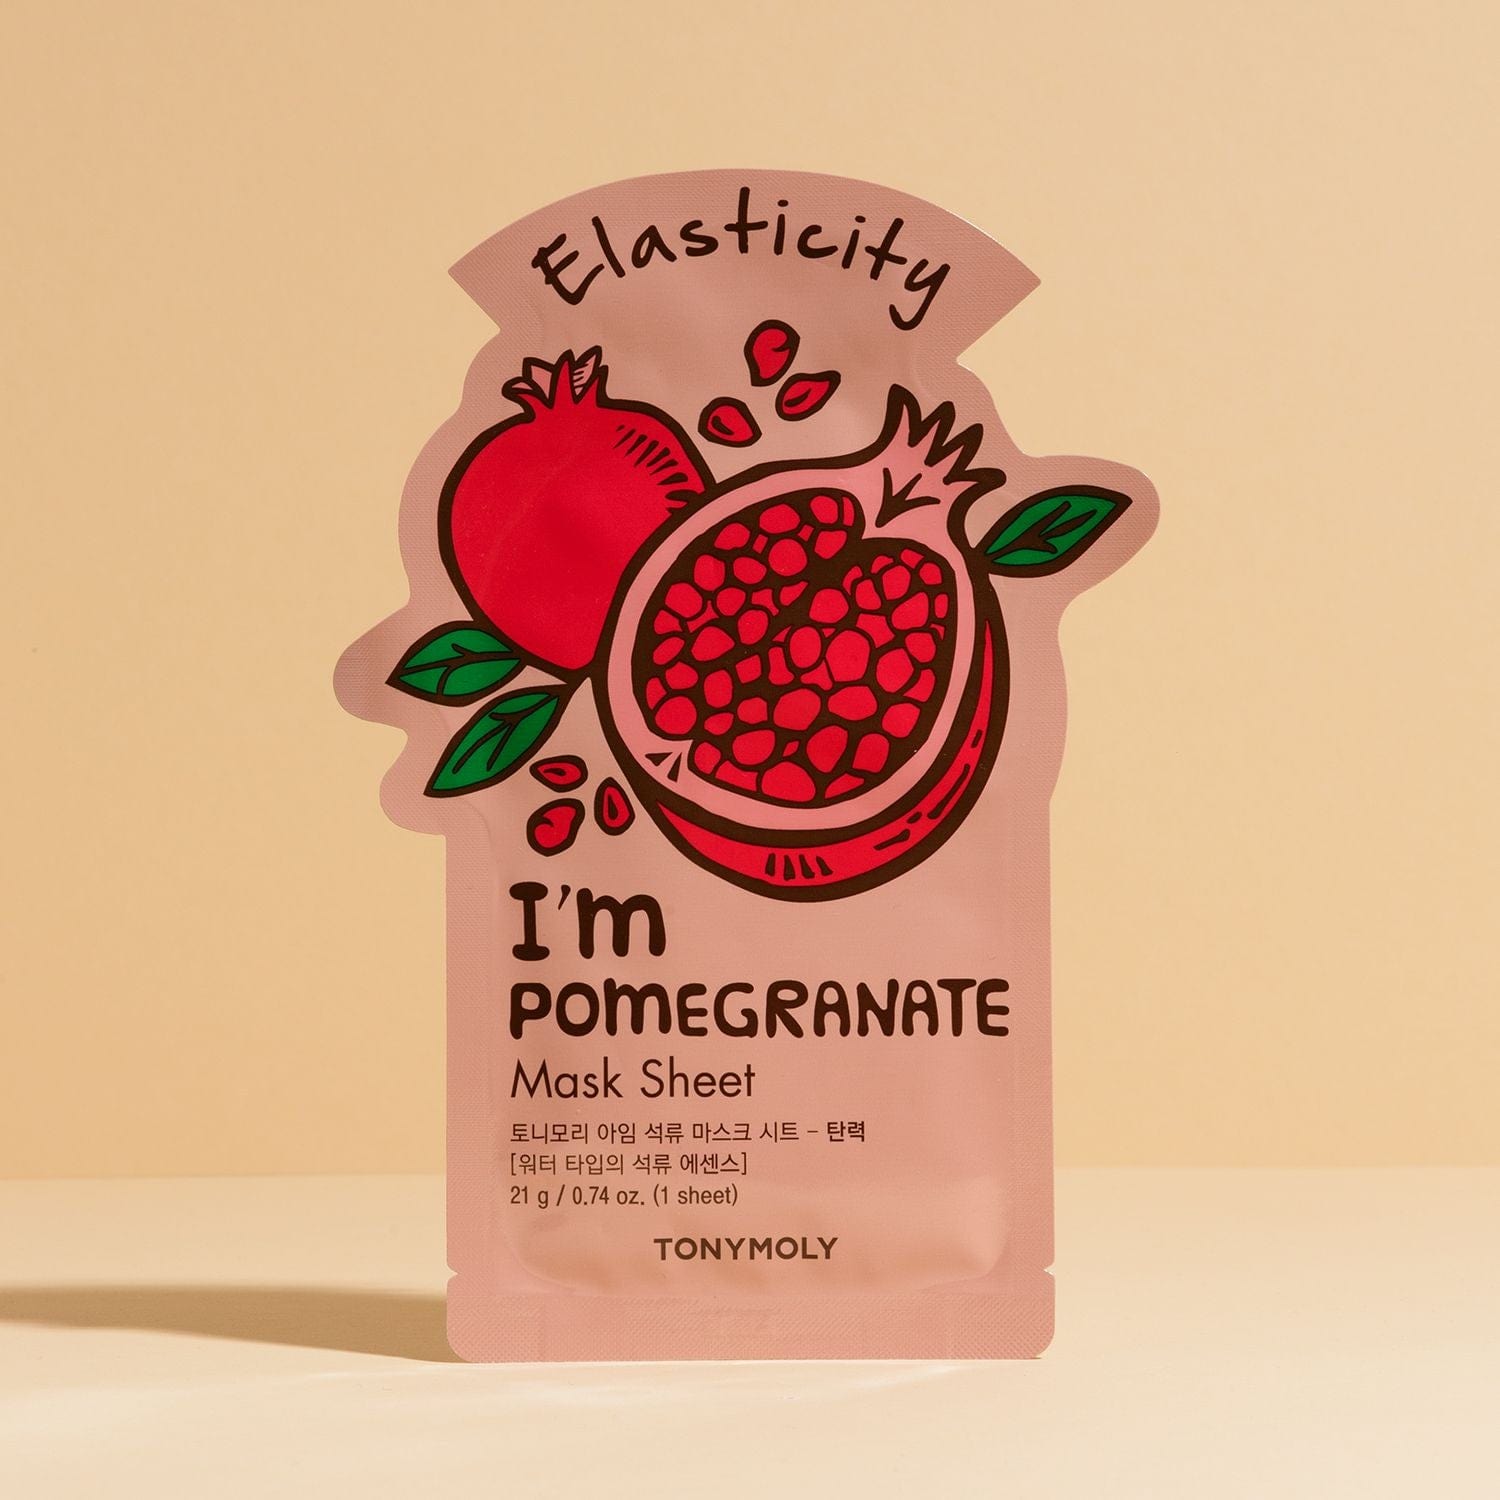 Elasticity
I'm
POMEGRANATE
Mask Sheet
토니모리 아임 석류 마스크 시트 - 탄력
[워터 타입의 석류 에센스]
21 g / 0.74 oz. (1 sheet)
TONYMOLY